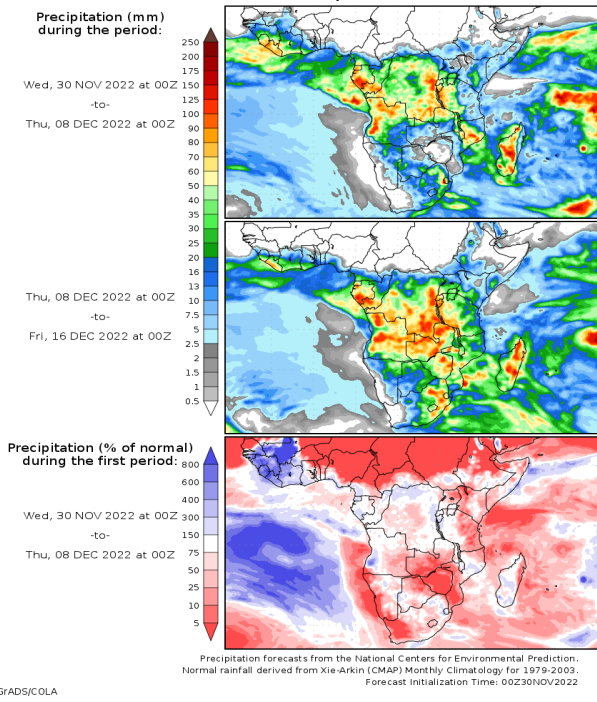 Precipitation (mm)
during the period:
Wed, 30 NOV 2022 at 00Z
-to-
Thu, 08 DEC 2022 at 00Z
250
200
175
150
125
100
90
80
70
60
50
40
35
30
25
20
16
13
10
7.5
5
2.5
2
1.5
1
0.5
Thu, 08 DEC 2022 at 00Z
-to-
Fri, 16 DEC 2022 at 00Z
Precipitation (% of normal)
during the first period:
Wed, 30 NOV 2022 at 00Z
-to-
Thu, 08 DEC 2022 at 00Z
800
600
400
300
150
75
50
25
10
5
Precipitation forecasts from the National Centers for Environmental Prediction.
Normal rainfall derived from Xie-Arkin (CMAP) Monthly Climatology for 1979-2003.
Forecast Initialization Time: 00Z30NOV2022
GrADS/COLA